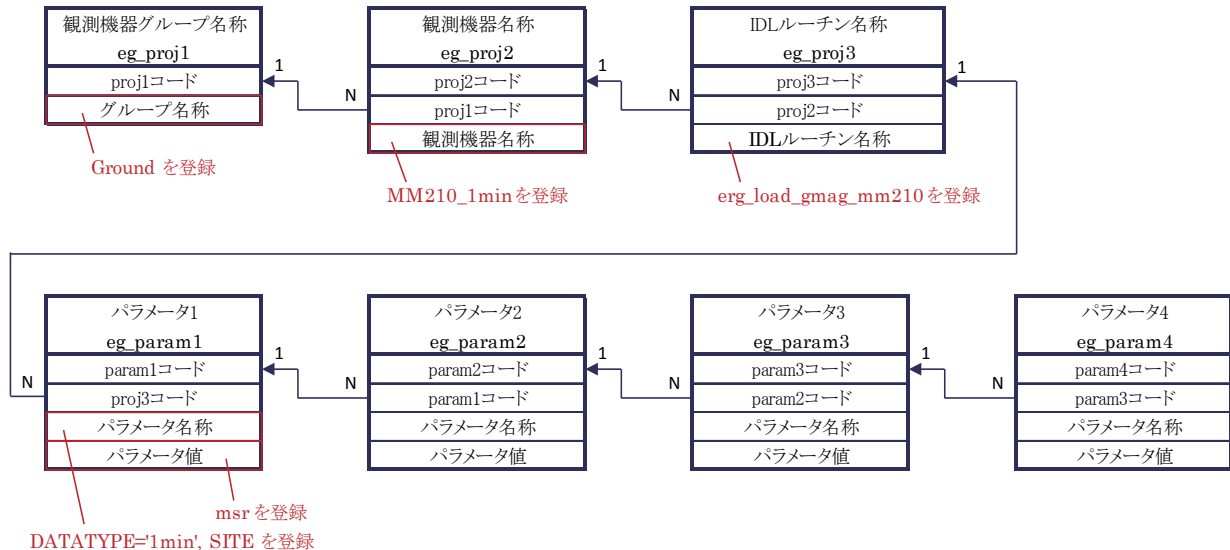 観測機器グループ名称
eg_proj1
proj1コード
グループ名称
1
N
Ground を登録
観測機器名称
eg_proj2
proj2コード
proj1コード
観測機器名称
1
N
MM210_1minを登録
IDLルーチン名称
eg_proj3
proj3コード
proj2コード
IDLルーチン名称
1
erg_load_gmag_mm210を登録
N
パラメータ1
eg_param1
param1コード
proj3コード
パラメータ名称
パラメータ値
1
N
msrを登録
DATATYPE='1min', SITE を登録
パラメータ2
eg_param2
param2コード
param1コード
パラメータ名称
パラメータ値
1
N
パラメータ3
eg_param3
param3コード
param2コード
パラメータ名称
パラメータ値
1
N
パラメータ4
eg_param4
param4コード
param3コード
パラメータ名称
パラメータ値